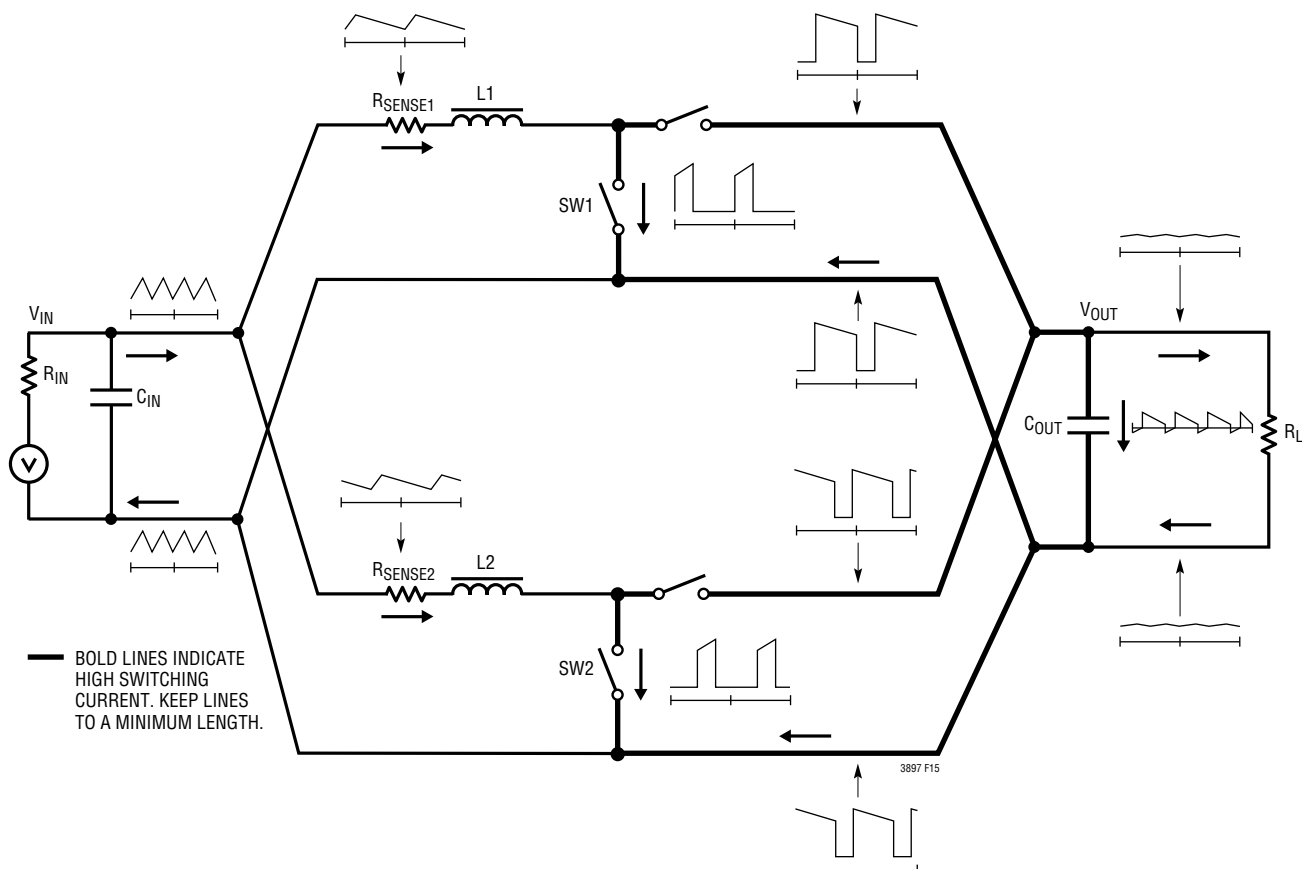 RSENSE1
L1
SW1
VIN
RIN
CIN
V
VOUT
COUT
RL
RSENSE2
L2
SW2
BOLD LINES INDICATE
HIGH SWITCHING
CURRENT. KEEP LINES
TO A MINIMUM LENGTH.
3897 F15